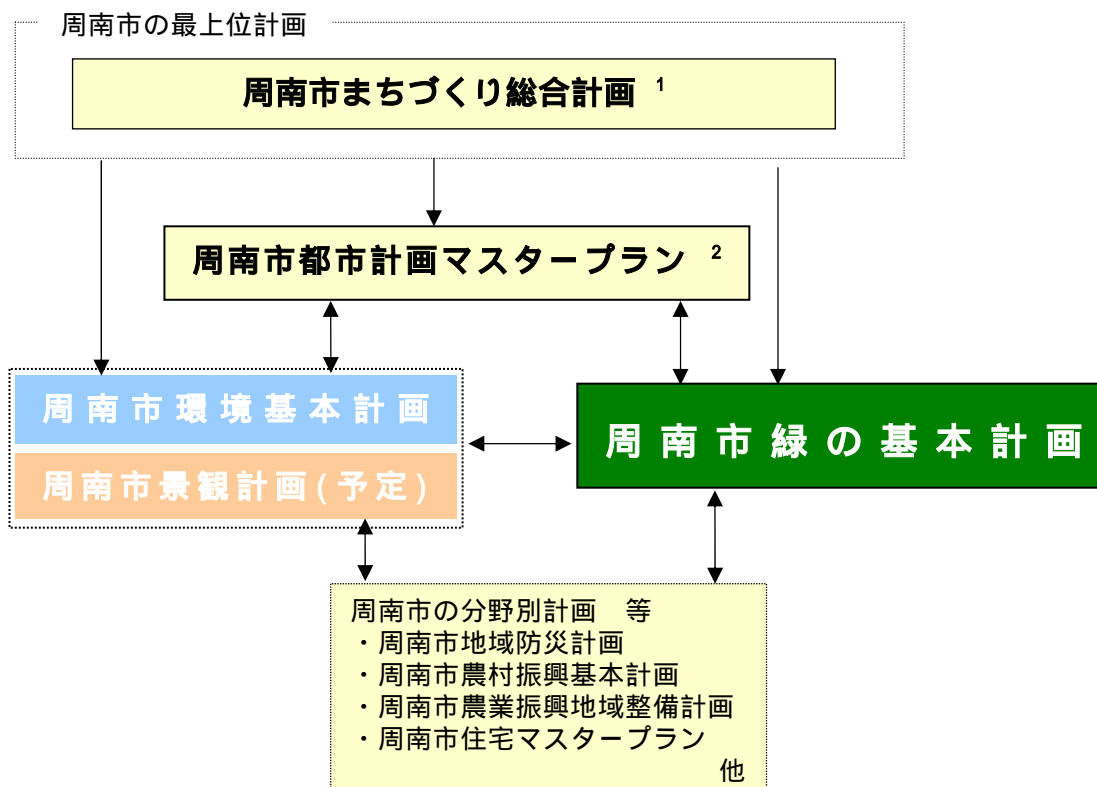 周南市の最上位計画
周南市まちづくり総合計画 1
周南市都市計画マスタープラン 2
周南市環境基本計画
周南市景観計画(予定)
周南市緑の基本計画
周南市の分野別計画　等
・周南市地域防災計画
・周南市農村振興基本計画
・周南市農業振興地域整備計画
・周南市住宅マスタープラン
他